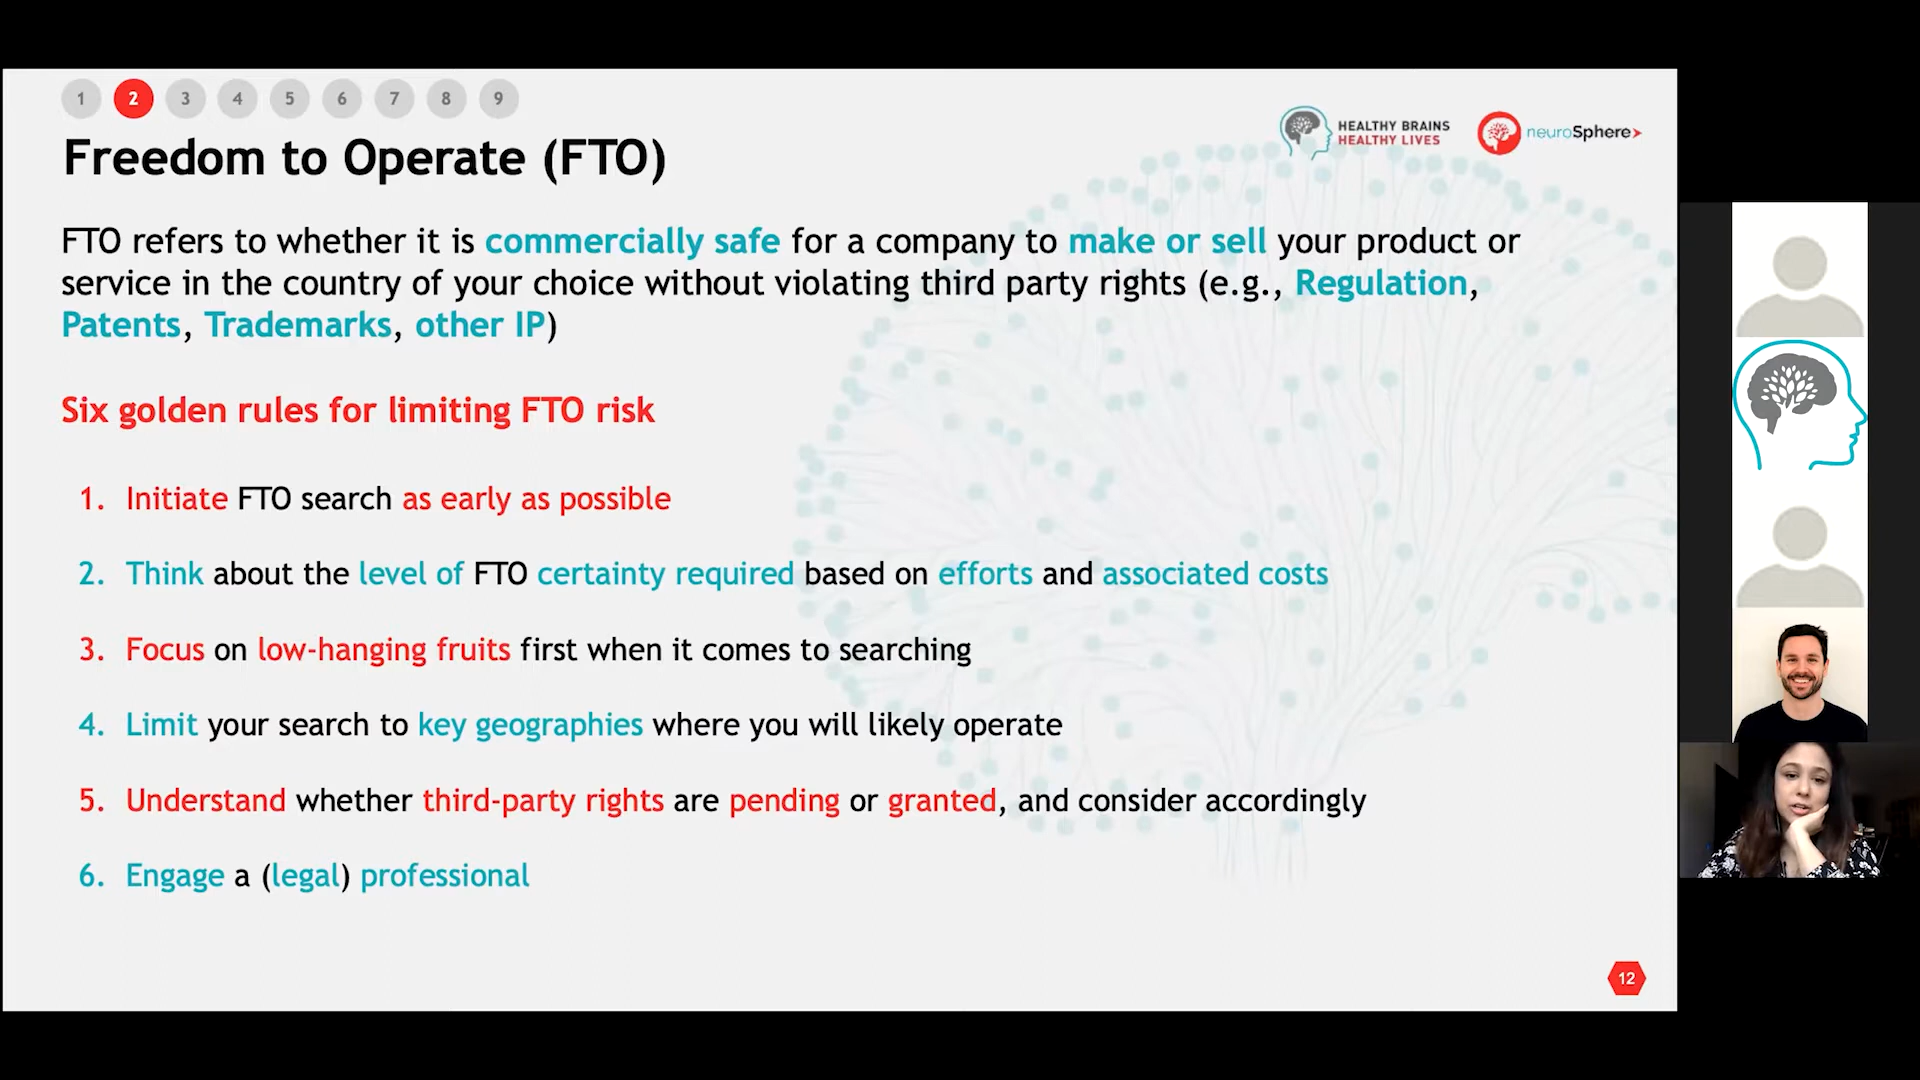 1 2 3 4 5 6 7 8 9
Freedom to Operate (FTO)
HEALTHY BRAINS
HEALTHY LIVES
neuroSphere
FTO refers to whether it is commercially safe for a company to make or sell your product or
service in the country of your choice without violating third party rights (e.g., Regulation,
Patents, Trademarks, other IP)
Six golden rules for limiting FTO risk
1. Initiate FTO search as early as possible
2. Think about the level of FTO certainty required based on efforts and associated costs
3. Focus on low-hanging fruits first when it comes to searching
4. Limit your search to key geographies where you will likely operate
5. Understand whether third-party rights are pending or granted, and consider accordingly
6. Engage a (legal) professional
12